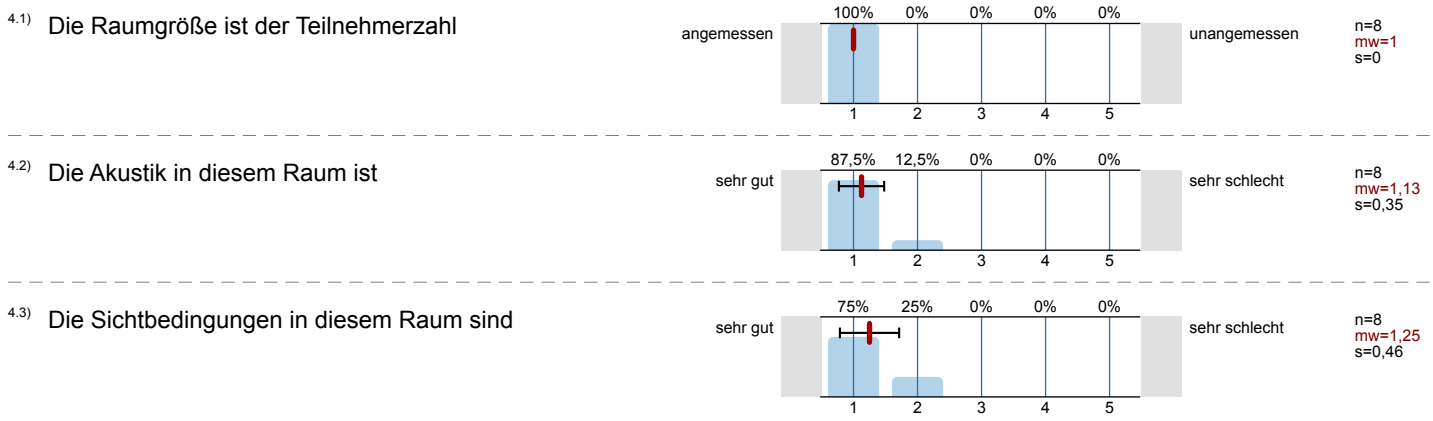 4.1) Die Raumgröße ist der Teilnehmerzahl
100% 0% 0% 0% 0%
angemessen
unangemessen
n=8
mw=1
s=0
1 2 3 4 5
4.2) Die Akustik in diesem Raum ist
87,5% 12,5% 0% 0% 0%
sehr gut
sehr schlecht
n=8
mw=1,13
s=0,35
1 2 3 4 5
4.3) Die Sichtbedingungen in diesem Raum sind
75% 25% 0% 0% 0%
sehr gut
sehr schlecht
n=8
mw=1,25
s=0,46
1 2 3 4 5